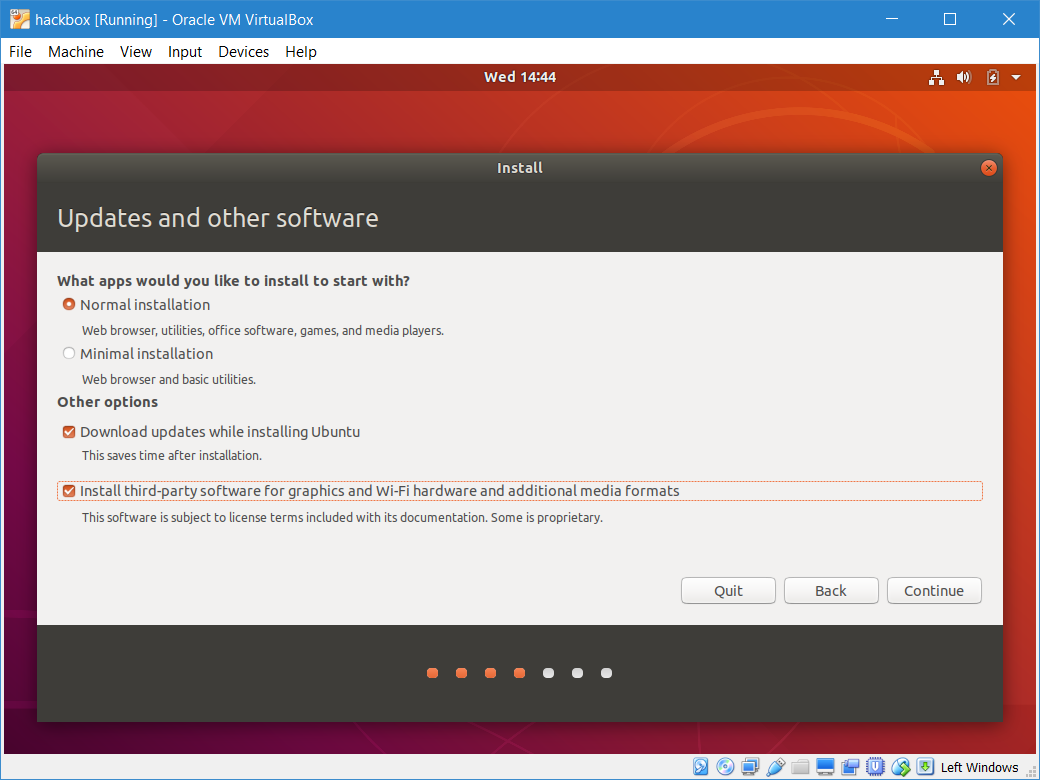 hackbox [Running] - Oracle VM VirtualBox
File Machine View Input Devices Help
Wed 14:44
Install
Updates and other software
What apps would you like to install to start with?
Normal installation
Web browser, utilities, office software, games, and media players.
Minimal installation
Web browser and basic utilities.
Other options
Download updates while installing Ubuntu
This saves time after installation.
Install third-party software for graphics and Wi-Fi hardware and additional media formats
This software is subject to license terms included with its documentation. Some is proprietary.
Quit Back Continue
Left Windows